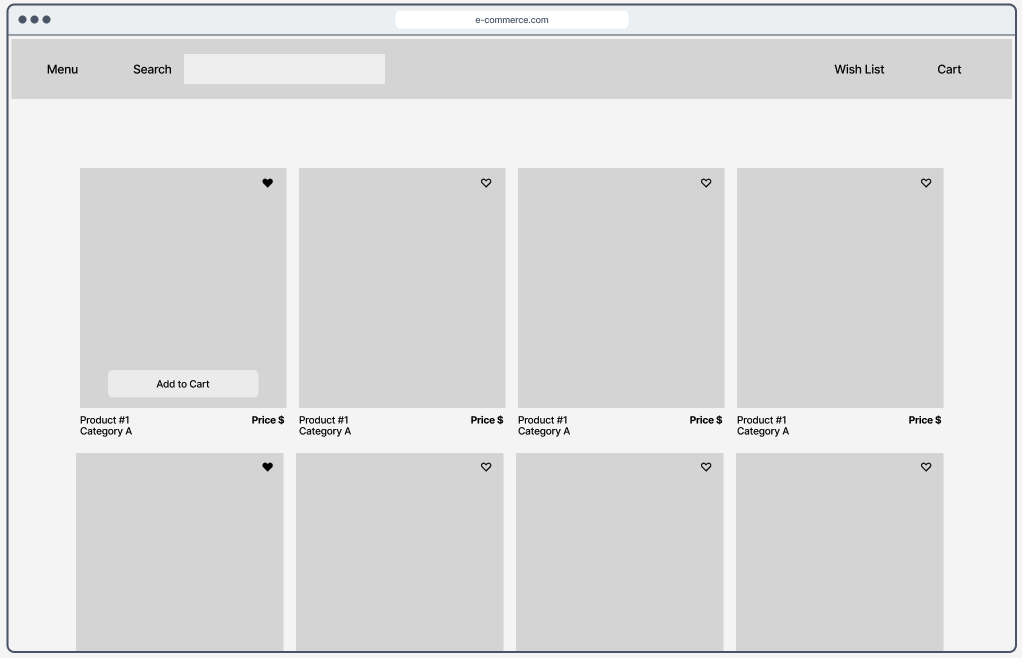 e-commerce.com
Menu Search Wish List Cart
Add to Cart
Product #1 Price $ Product #1 Price $ Product #1 Price $ Product #1 Price $
Category A Category A Category A Category A